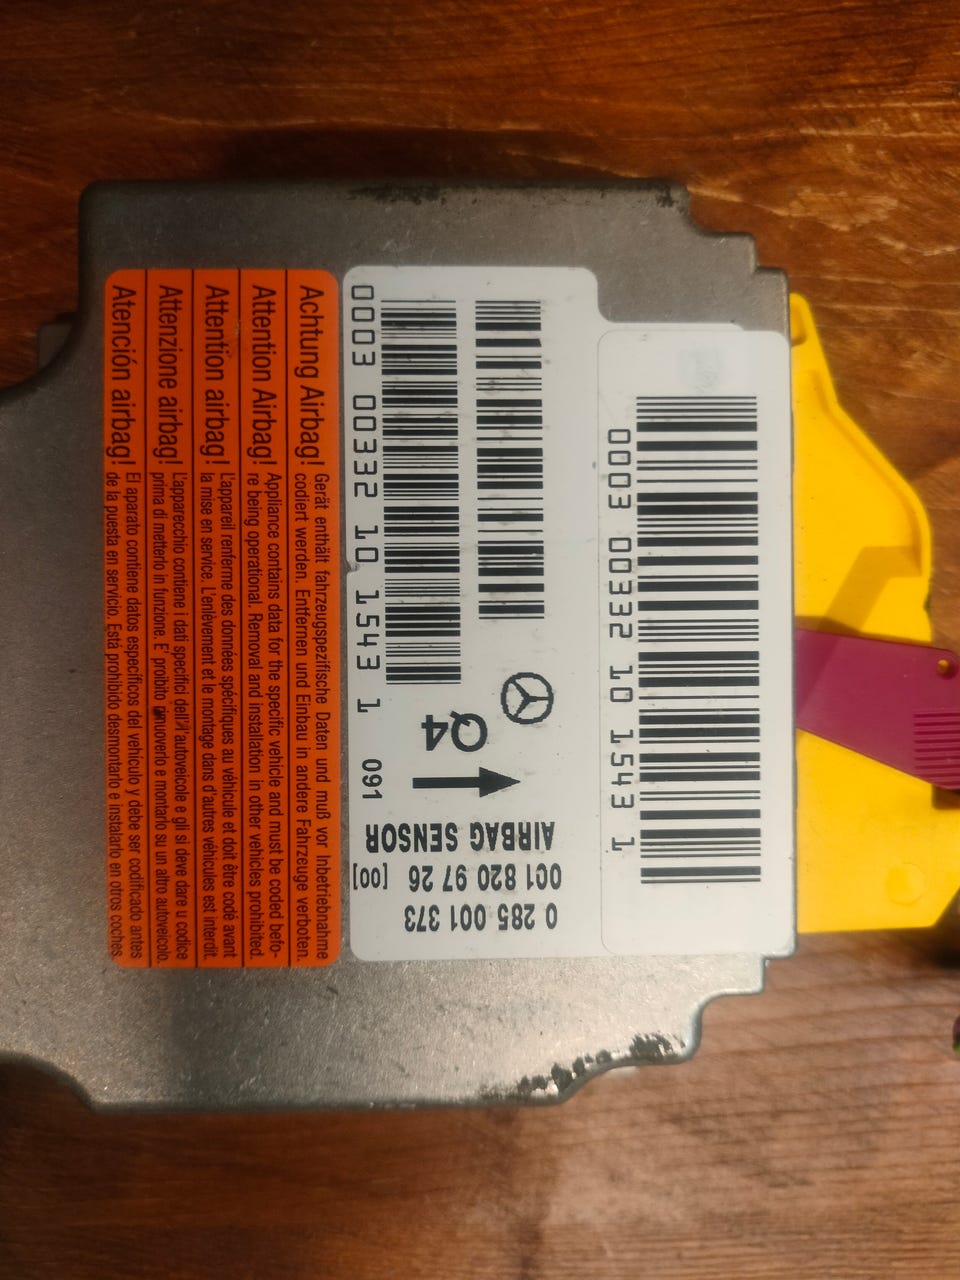 Achtung Airbag! Gerät enthält fahrzeugspezifische Daten und muß vor Inbetriebnahme
codiert werden. Entfernen und Einbau in andere Fahrzeuge verboten.
Attention Airbag! Appliance contains data for the specific vehicle and must be coded befo-
re being operational. Removal and installation in other vehicles prohibited.
Attention airbag! L'appareil renferme des données spécifiques au véhicule et doit être codé avant
la mise en service. L'enlèvement et le montage dans d'autres véhicules est interdit.
Attenzione airbag! L'apparecchio contiene i dati specifici dell'autoveicole e gli si deve dare u codice
prima di metterlo in funzione. E' proibito rimuoverlo e montarlo su un altro autoveicolo.
Atención airbag! El aparato contiene datos específicos del vehículo y debe ser codificado antes
de la puesta en servicio. Está prohibido desmontarlo e instalarlo en otros coches.
0003 00332 10 1543 1 091
0003 00332 10 1543 1
Q4
0 285 001 373
001 820 97 26 [00]
AIRBAG SENSOR